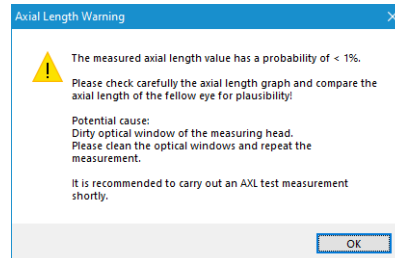 Axial Length Warning
The measured axial length value has a probability of < 1%.
Please check carefully the axial length graph and compare the
axial length of the fellow eye for plausibility!
Potential cause:
Dirty optical window of the measuring head.
Please clean the optical windows and repeat the
measurement.
It is recommended to carry out an AXL test measurement
shortly.
OK